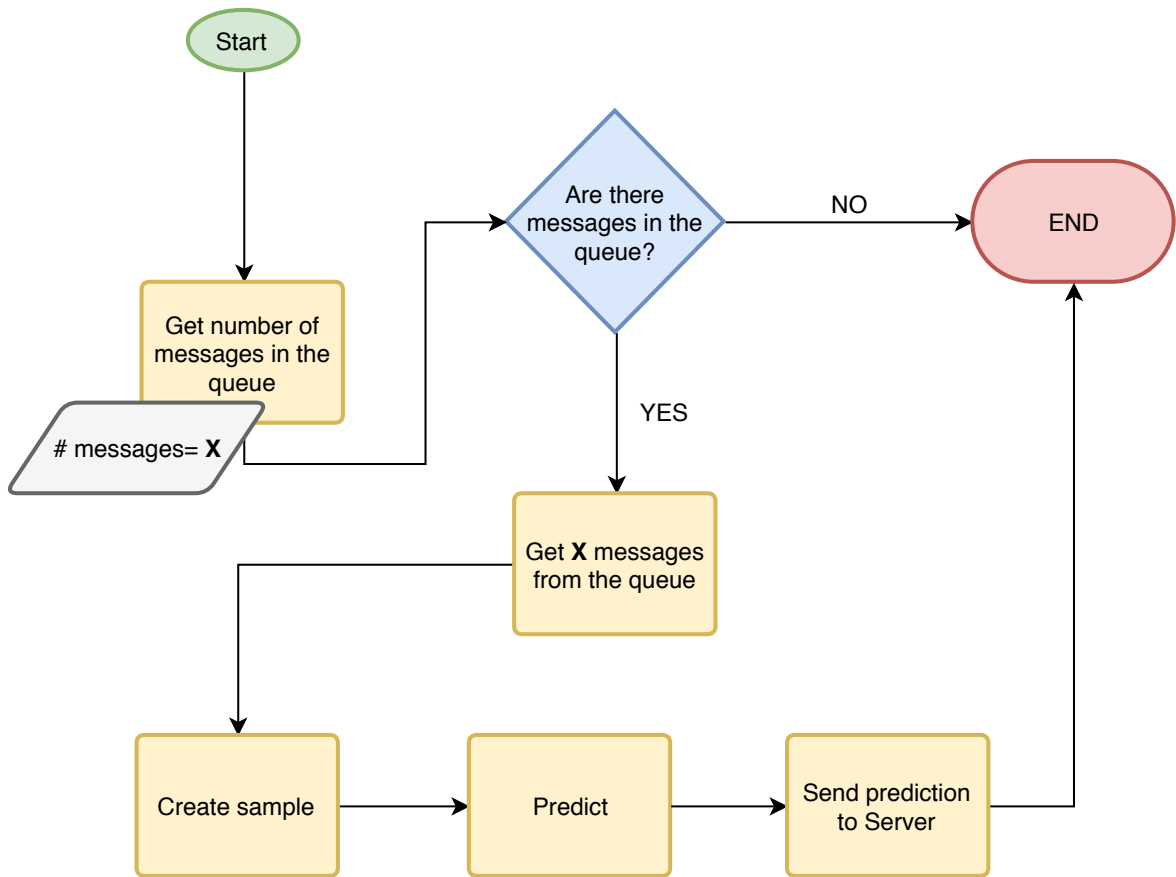 Start
Get number of
messages in the
queue
# messages= X
Are there
messages in the
queue?
NO
END
YES
Get X messages
from the queue
Create sample
Predict
Send prediction
to Server